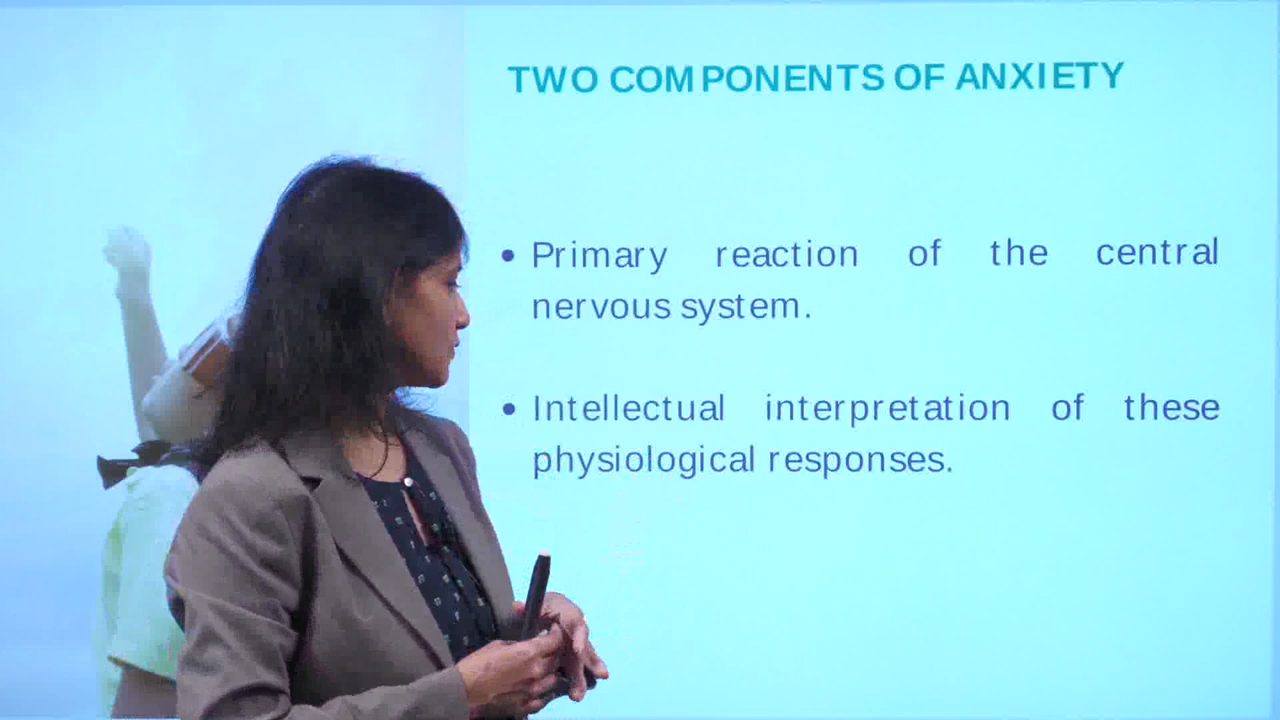 TWO COMPONENTS OF ANXIETY
• Primary reaction of the central
nervous system.
• Intellectual interpretation of these
physiological responses.